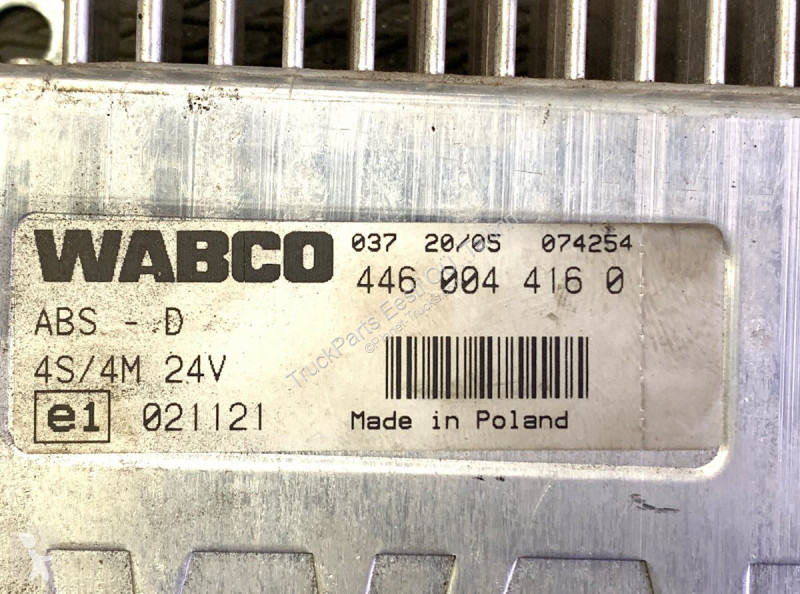 WABCO 037 20/05 074254
446 004 416 0
ABS - D
4S/4M 24V
e1 021121
Made in Poland